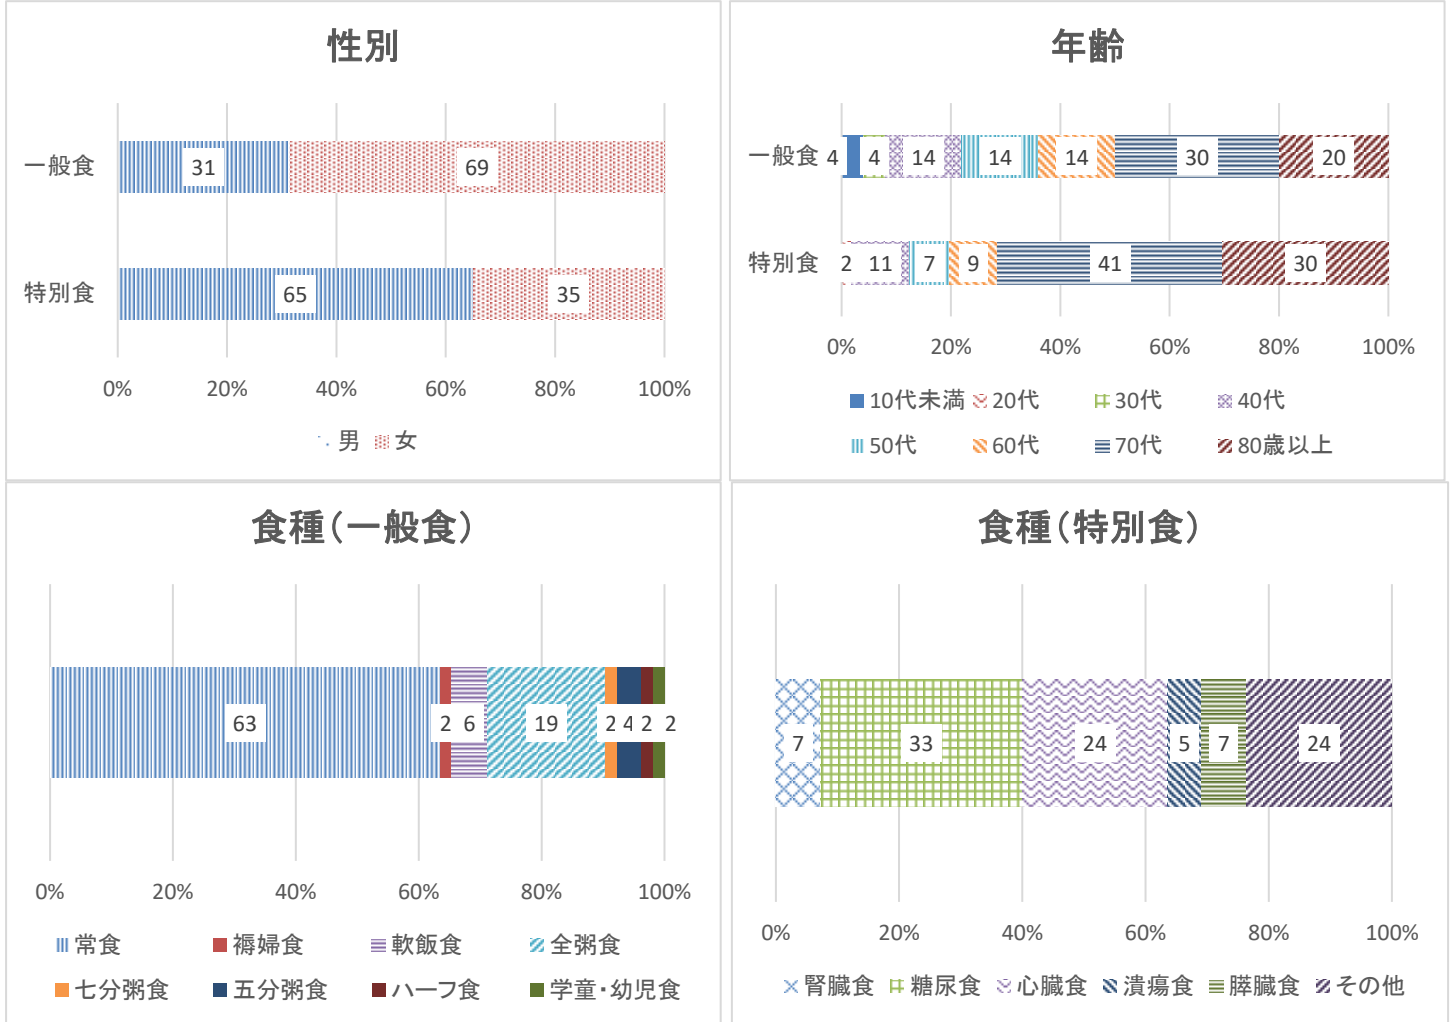 性別
一般食
31
69
特別食
65
35
0% 20% 40% 60% 80% 100%
男 女
年齢
一般食 4 4 14 14 14 30 20
特別食 2 11 7 9 41 30
0% 20% 40% 60% 80% 100%
10代未満 20代 30代 40代
50代 60代 70代 80歳以上
食種（一般食）
63 2 6 19 2 4 2 2
0% 20% 40% 60% 80% 100%
常食 褥婦食 軟飯食 全粥食
七分粥食 五分粥食 ハーフ食 学童・幼児食
食種（特別食）
7 33 24 5 7 24
0% 20% 40% 60% 80% 100%
腎臓食 糖尿食 心臓食 潰瘍食 膵臓食 その他